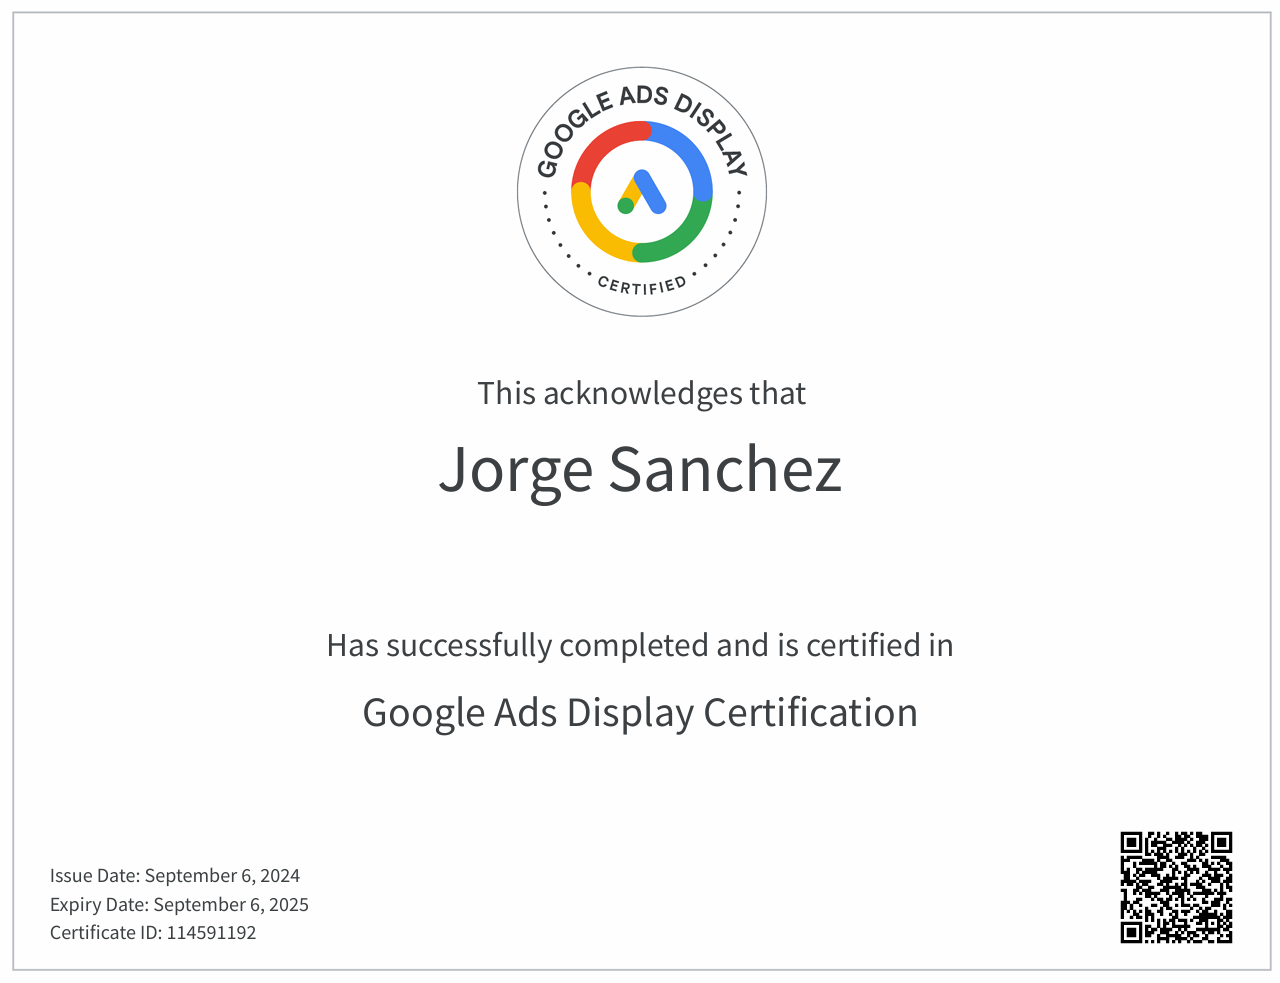 GOOGLE ADS DISPLAY
CERTIFIED
This acknowledges that
Jorge Sanchez
Has successfully completed and is certified in
Google Ads Display Certification
Issue Date: September 6, 2024
Expiry Date: September 6, 2025
Certificate ID: 114591192